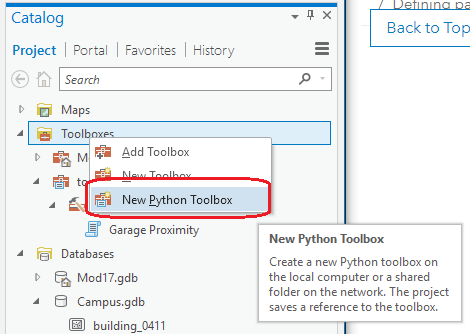 Catalog
Project | Portal | Favorites | History
Search
Maps
Toolboxes
M
Add Toolbox
New Toolbox
to
New Python Toolbox
Garage Proximity
Databases
Mod17.gdb
Campus.gdb
building_0411
7 Defining pa
Back to Top
New Python Toolbox
Create a new Python toolbox on
the local computer or a shared
folder on the network. The project
saves a reference to the toolbox.